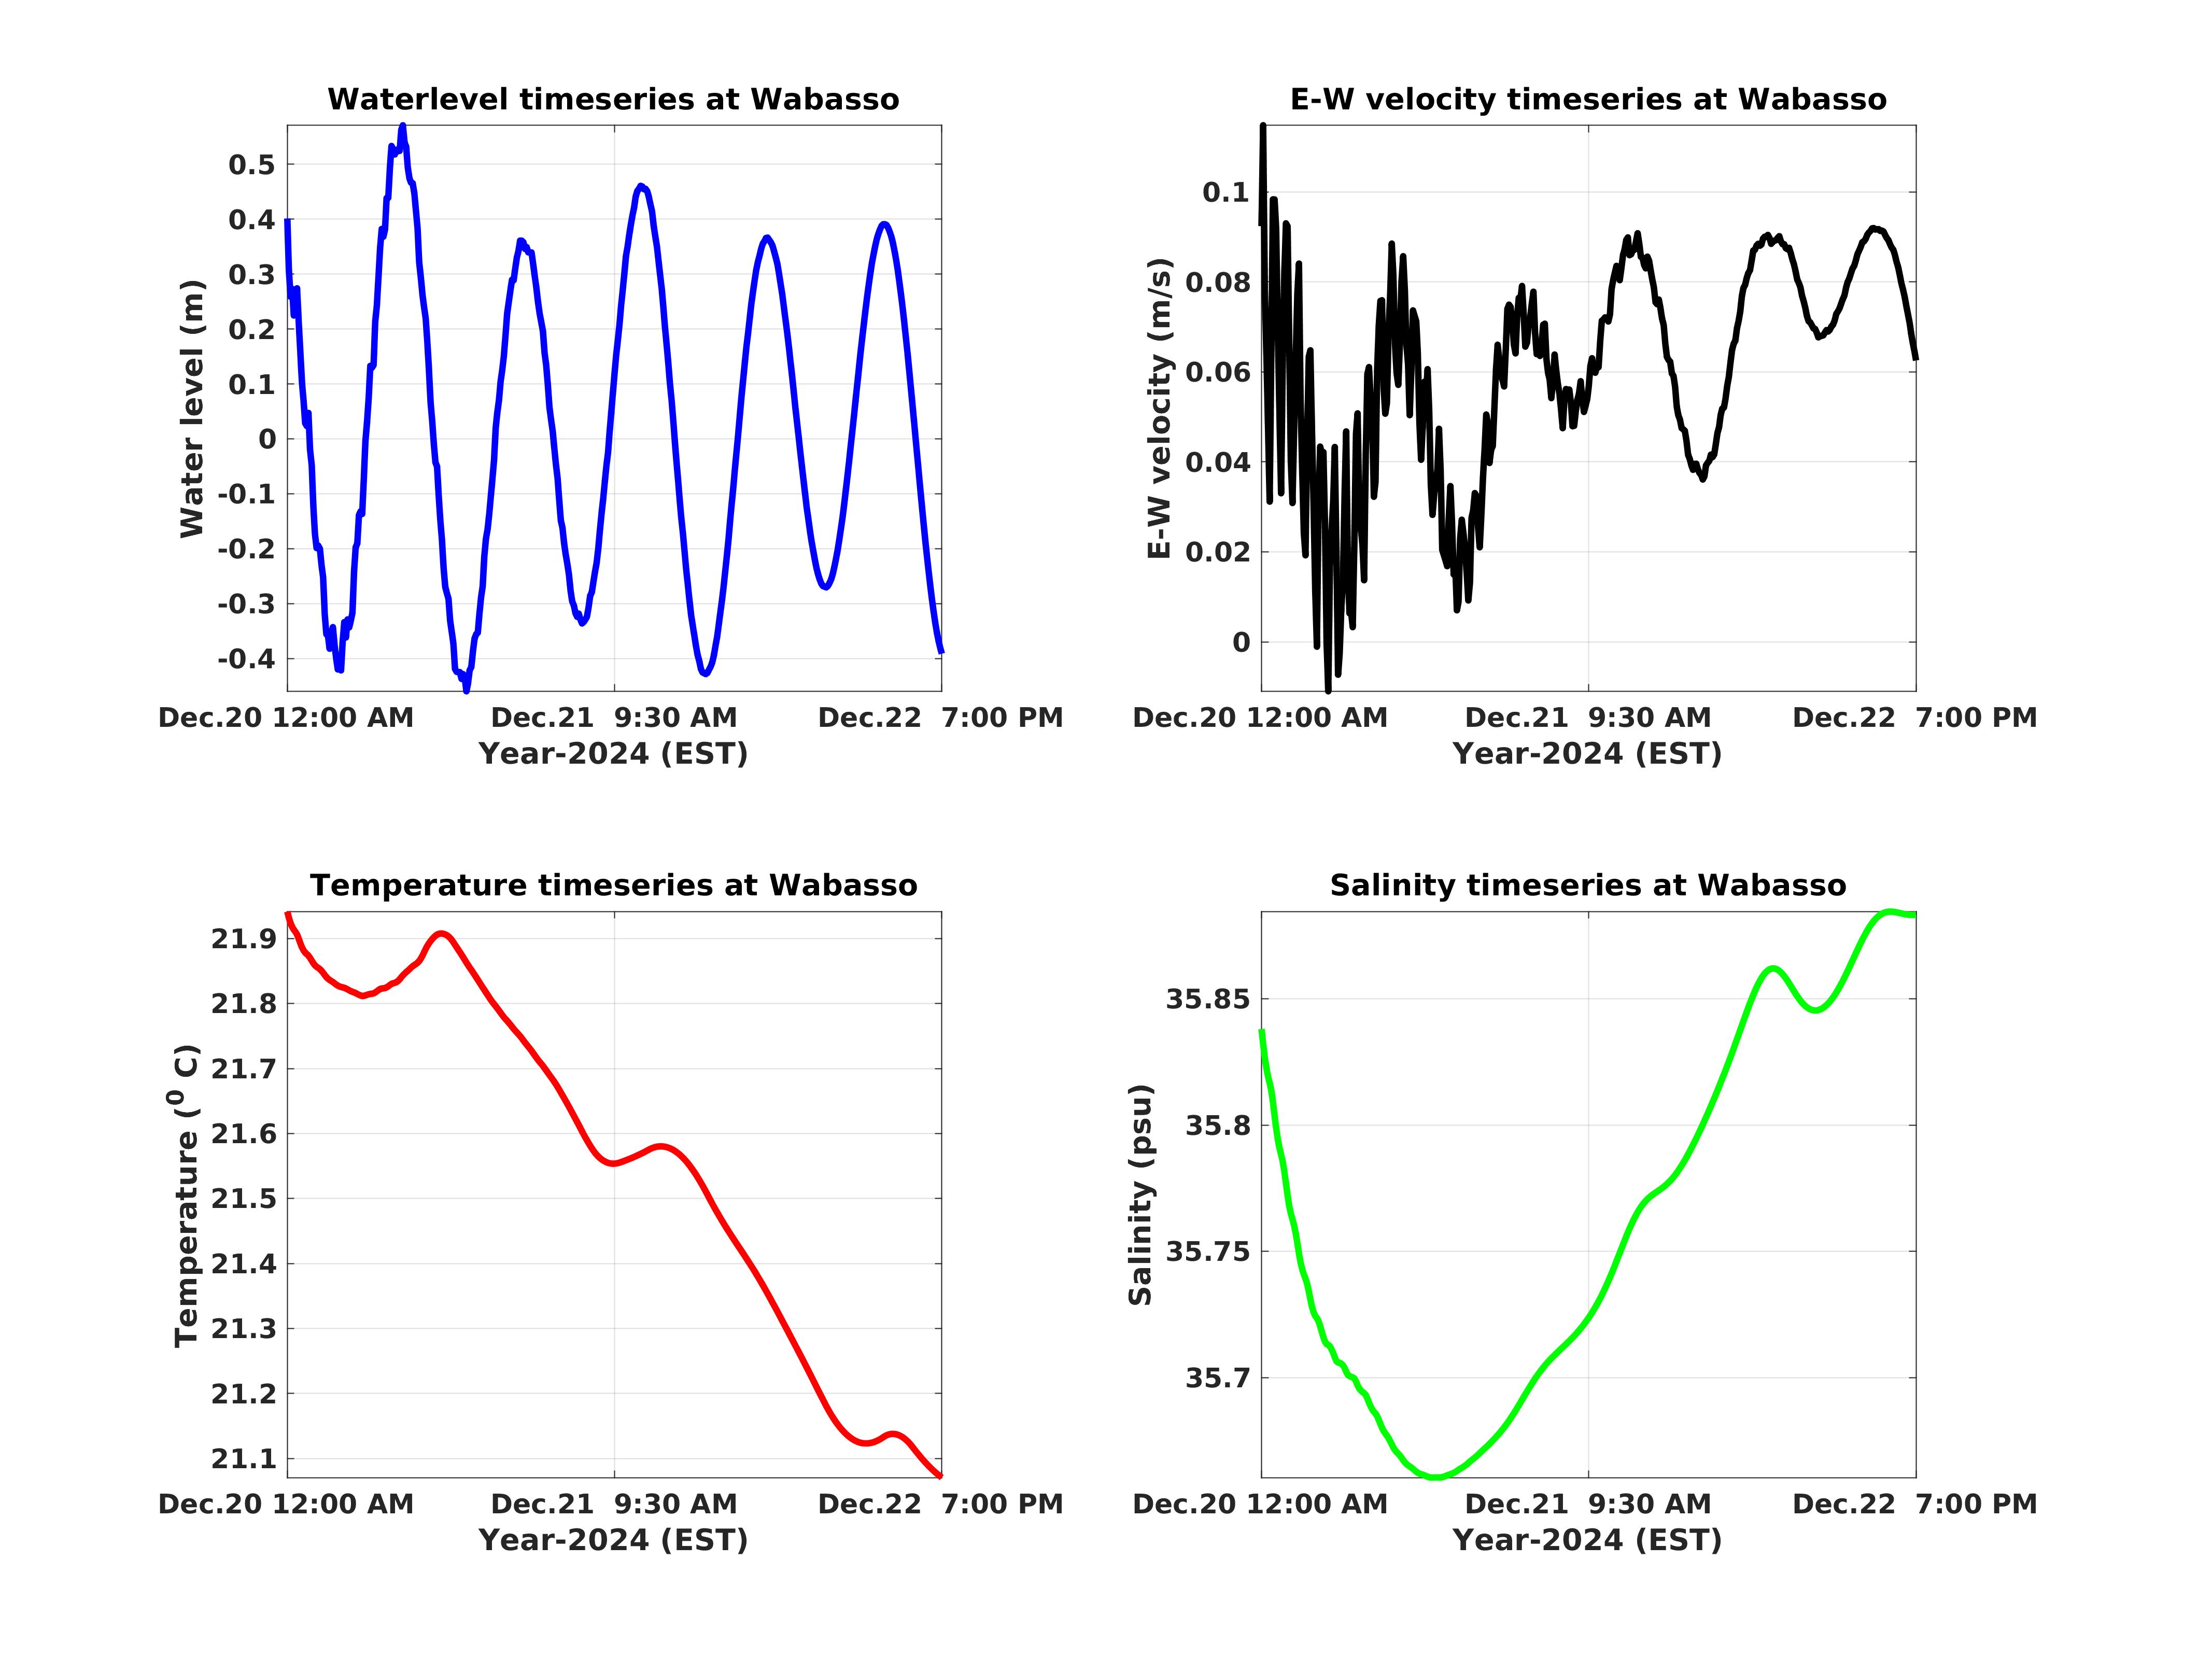 Waterlevel timeseries at Wabasso
Water level (m)
0.5
0.4
0.3
0.2
0.1
0
-0.1
-0.2
-0.3
-0.4
Dec.20 12:00 AM
Dec.21 9:30 AM
Dec.22 7:00 PM
Year-2024 (EST)
E-W velocity timeseries at Wabasso
E-W velocity (m/s)
0.1
0.08
0.06
0.04
0.02
0
Dec.20 12:00 AM
Dec.21 9:30 AM
Dec.22 7:00 PM
Year-2024 (EST)
Temperature timeseries at Wabasso
Temperature (⁰ C)
21.9
21.8
21.7
21.6
21.5
21.4
21.3
21.2
21.1
Dec.20 12:00 AM
Dec.21 9:30 AM
Dec.22 7:00 PM
Year-2024 (EST)
Salinity timeseries at Wabasso
Salinity (psu)
35.85
35.8
35.75
35.7
Dec.20 12:00 AM
Dec.21 9:30 AM
Dec.22 7:00 PM
Year-2024 (EST)